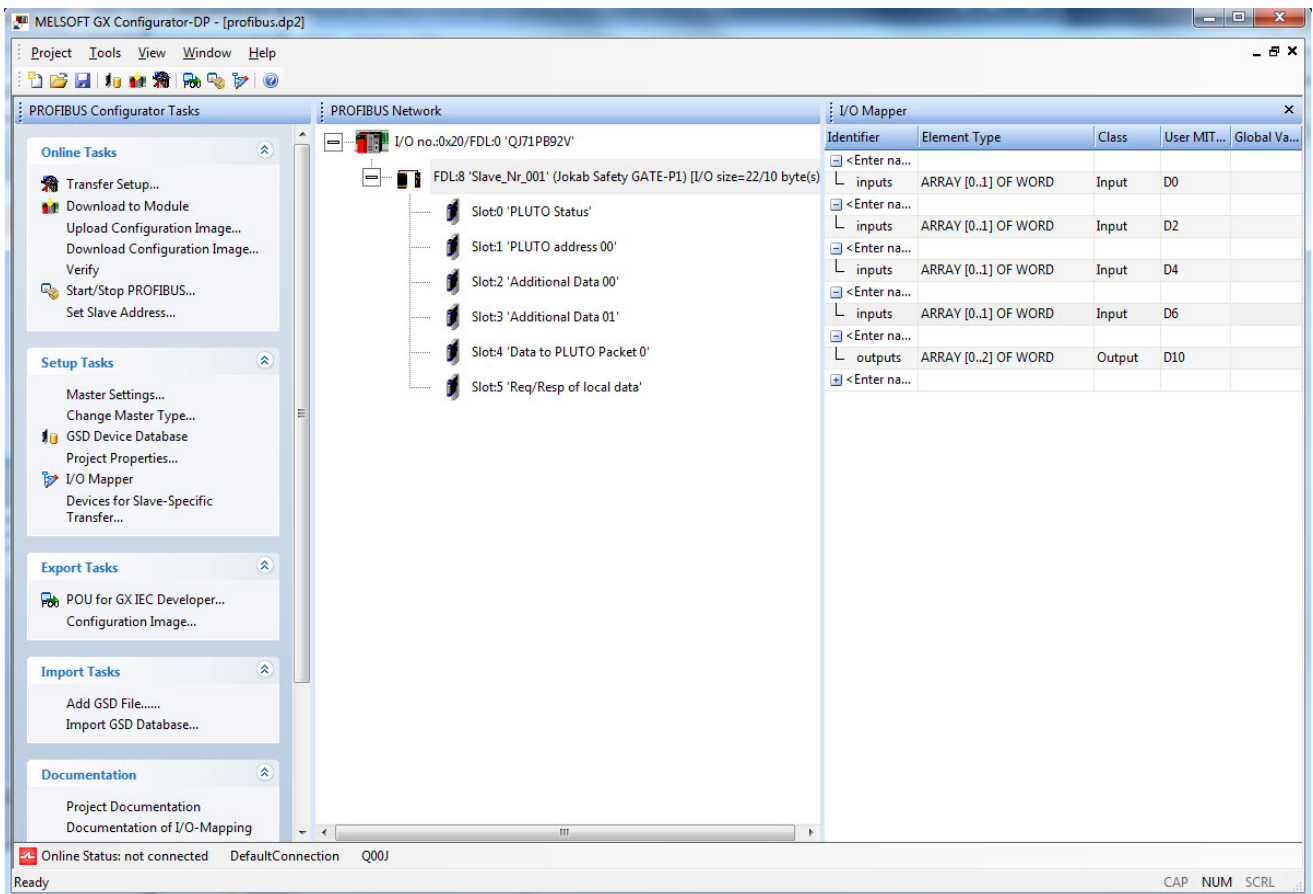 MELSOFT GX Configurator-DP - [profibus.dp2]
Project Tools View Window Help
PROFIBUS Configurator Tasks
Online Tasks
Transfer Setup...
Download to Module
Upload Configuration Image...
Download Configuration Image...
Verify
Start/Stop PROFIBUS...
Set Slave Address...
Setup Tasks
Master Settings...
Change Master Type...
GSD Device Database
Project Properties...
I/O Mapper
Devices for Slave-Specific
Transfer...
Export Tasks
POU for GX IEC Developer...
Configuration Image...
Import Tasks
Add GSD File......
Import GSD Database...
Documentation
Project Documentation
Documentation of I/O-Mapping
PROFIBUS Network
I/O no.:0x20/FDL:0 'QJ71PB92V'
FDL:8 'Slave_Nr_001' (Jokab Safety GATE-P1) [I/O size=22/10 byte(s)
Slot:0 'PLUTO Status'
Slot:1 'PLUTO address 00'
Slot:2 'Additional Data 00'
Slot:3 'Additional Data 01'
Slot:4 'Data to PLUTO Packet 0'
Slot:5 'Req/Resp of local data'
I/O Mapper
Identifier Element Type Class User MIT... Global Va...
<Enter na...
inputs ARRAY [0..1] OF WORD Input D0
<Enter na...
inputs ARRAY [0..1] OF WORD Input D2
<Enter na...
inputs ARRAY [0..1] OF WORD Input D4
<Enter na...
inputs ARRAY [0..1] OF WORD Input D6
<Enter na...
outputs ARRAY [0..2] OF WORD Output D10
<Enter na...
Online Status: not connected DefaultConnection Q00J
Ready CAP NUM SCRL